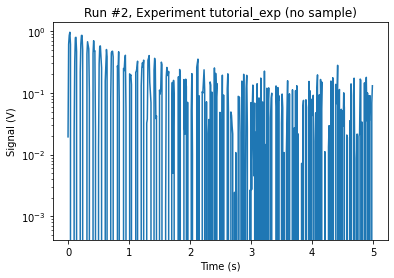 Run #2, Experiment tutorial_exp (no sample)
Signal (V)
10⁰
10⁻¹
10⁻²
10⁻³
0 1 2 3 4 5
Time (s)